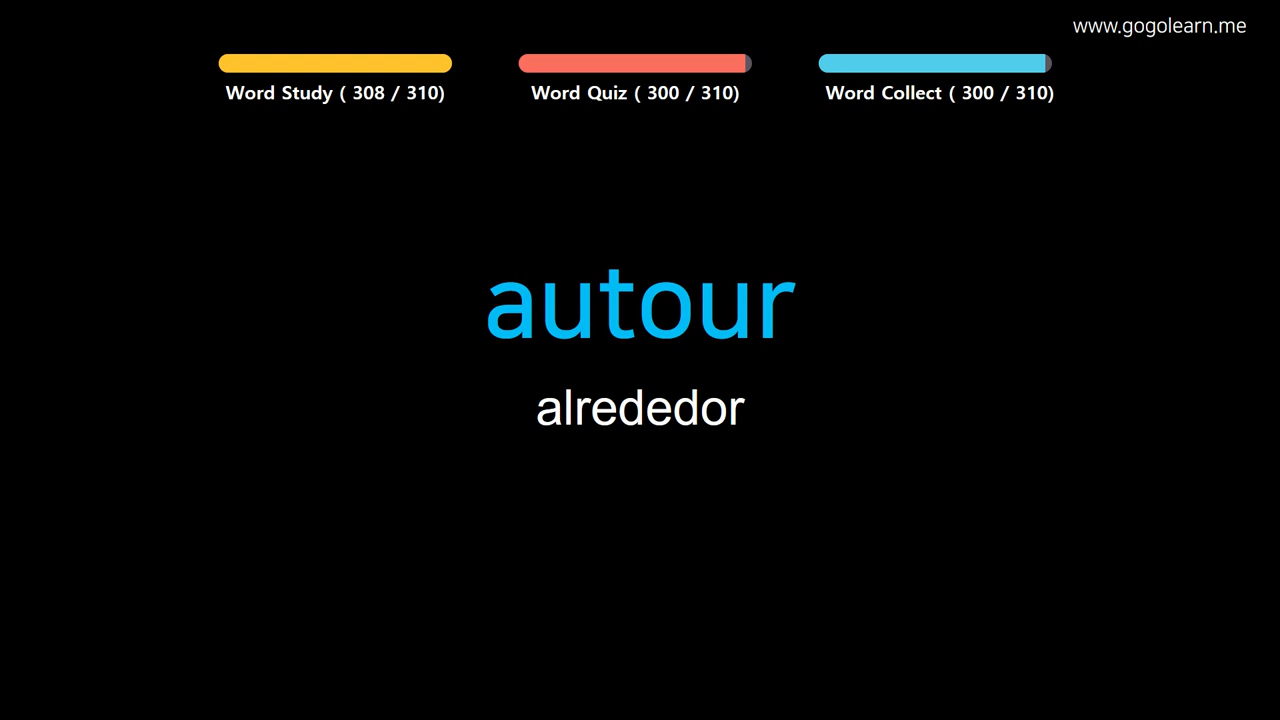 www.gogolearn.me
Word Study ( 308 / 310)
Word Quiz ( 300 / 310)
Word Collect ( 300 / 310)
autour
alrededor